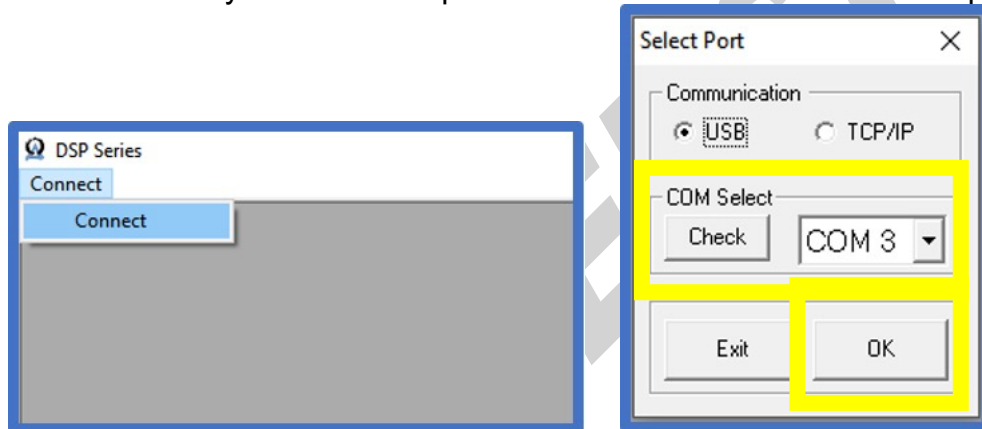 DSP Series
Connect
Connect
Select Port
Communication
USB TCP/IP
COM Select
Check COM 3
Exit OK